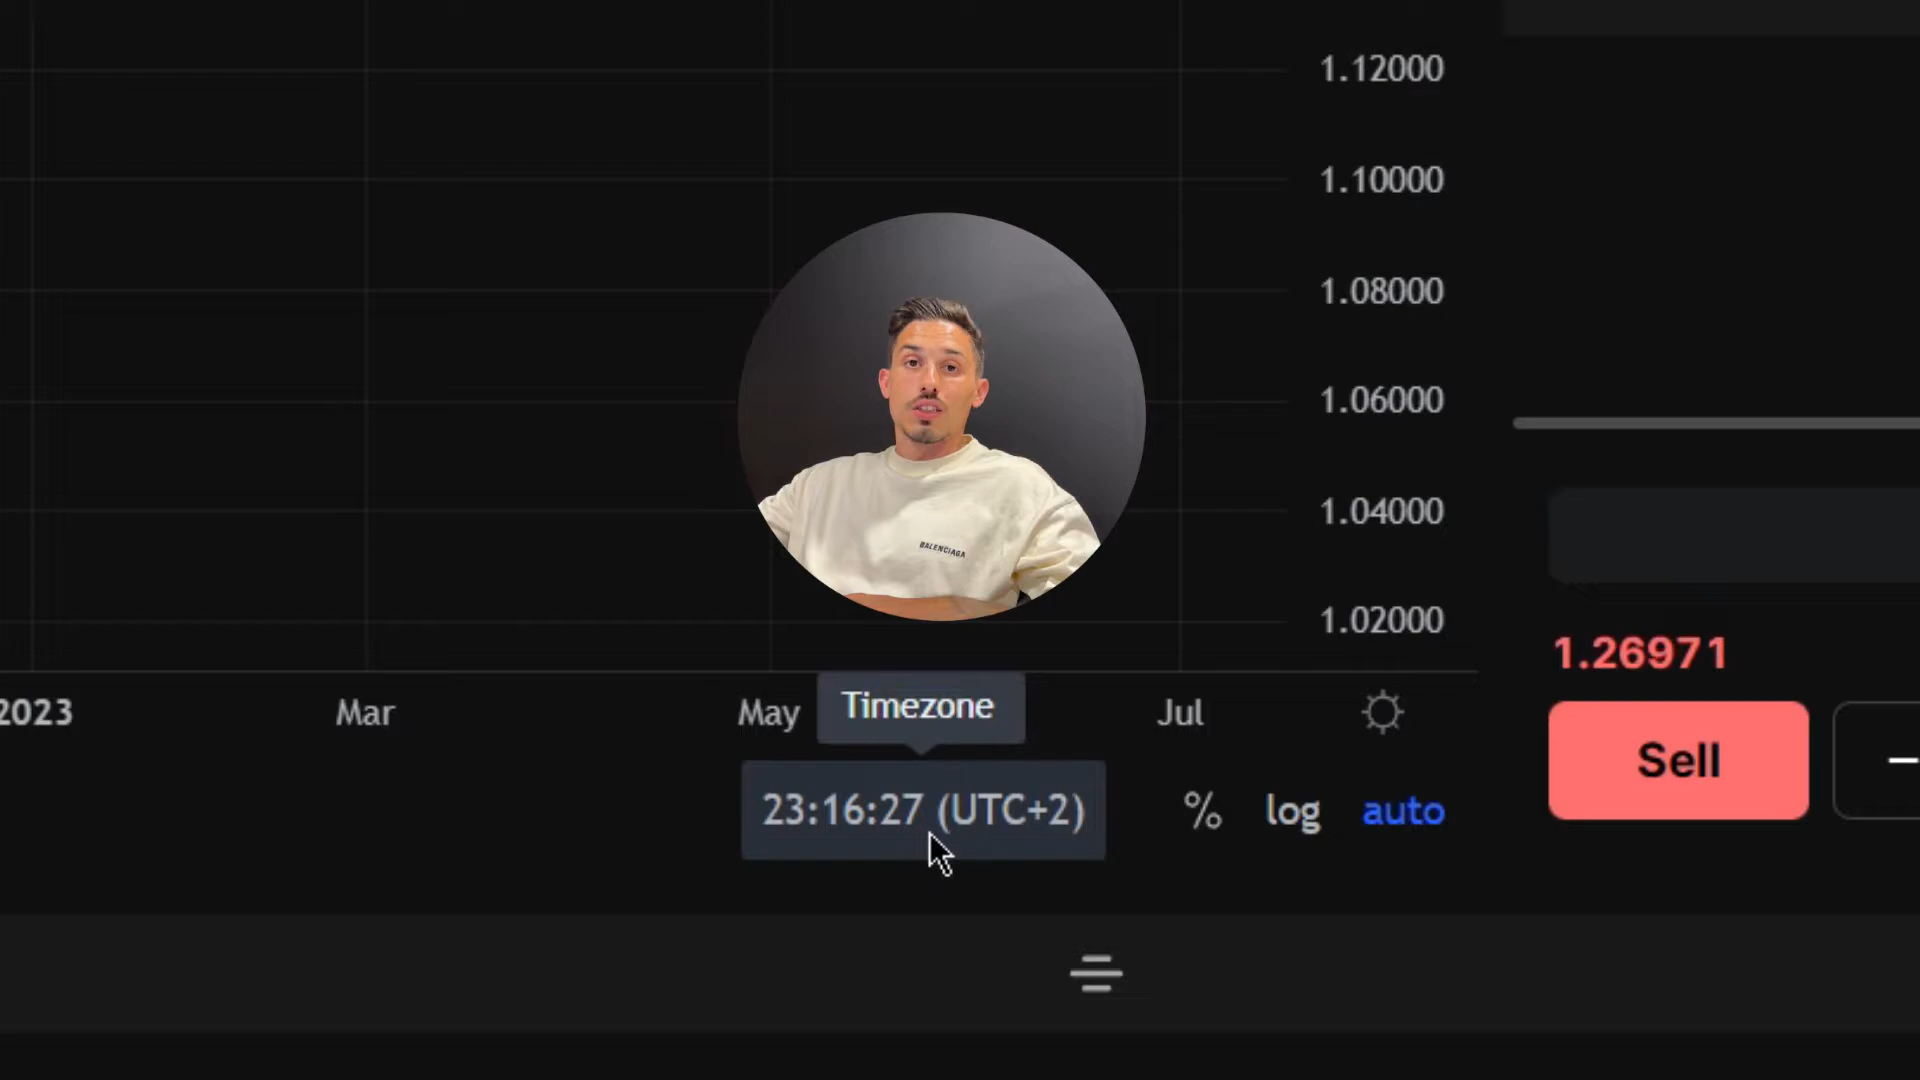 1.12000
1.10000
1.08000
1.06000
1.04000
1.02000
BALENCIAGA
1.26971
2023 Mar May Timezone Jul
Sell
23:16:27 (UTC+2) % log auto